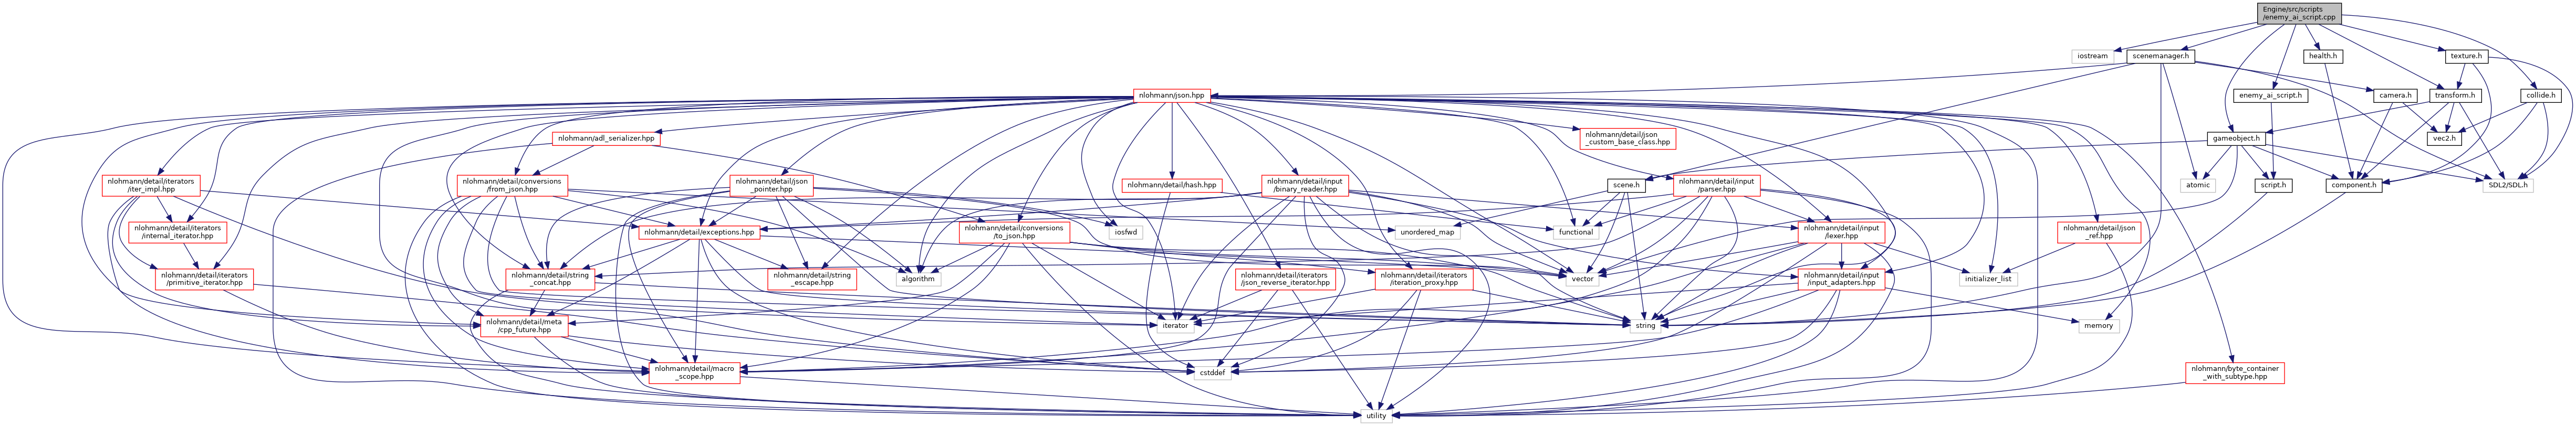 Engine/src/scripts
/enemy_ai_script.cpp
iostream
scenemanager.h
health.h
texture.h
nlohmann/json.hpp
enemy_ai_script.h
camera.h
transform.h
collide.h
nlohmann/adl_serializer.hpp
nlohmann/detail/json
_custom_base_class.hpp
gameobject.h
vec2.h
nlohmann/detail/iterators
/iter_impl.hpp
nlohmann/detail/conversions
/from_json.hpp
nlohmann/detail/json
_pointer.hpp
nlohmann/detail/hash.hpp
nlohmann/detail/input
/binary_reader.hpp
scene.h
nlohmann/detail/input
/parser.hpp
atomic
script.h
component.h
SDL2/SDL.h
nlohmann/detail/iterators
/internal_iterator.hpp
nlohmann/detail/exceptions.hpp
nlohmann/detail/conversions
/to_json.hpp
iosfwd
unordered_map
functional
nlohmann/detail/input
/lexer.hpp
nlohmann/detail/json
_ref.hpp
nlohmann/detail/iterators
/primitive_iterator.hpp
nlohmann/detail/string
_concat.hpp
nlohmann/detail/string
_escape.hpp
algorithm
nlohmann/detail/iterators
/json_reverse_iterator.hpp
nlohmann/detail/iterators
/iteration_proxy.hpp
vector
nlohmann/detail/input
/input_adapters.hpp
initializer_list
nlohmann/detail/meta
/cpp_future.hpp
iterator
string
memory
nlohmann/detail/macro
_scope.hpp
cstddef
nlohmann/byte_container
_with_subtype.hpp
utility